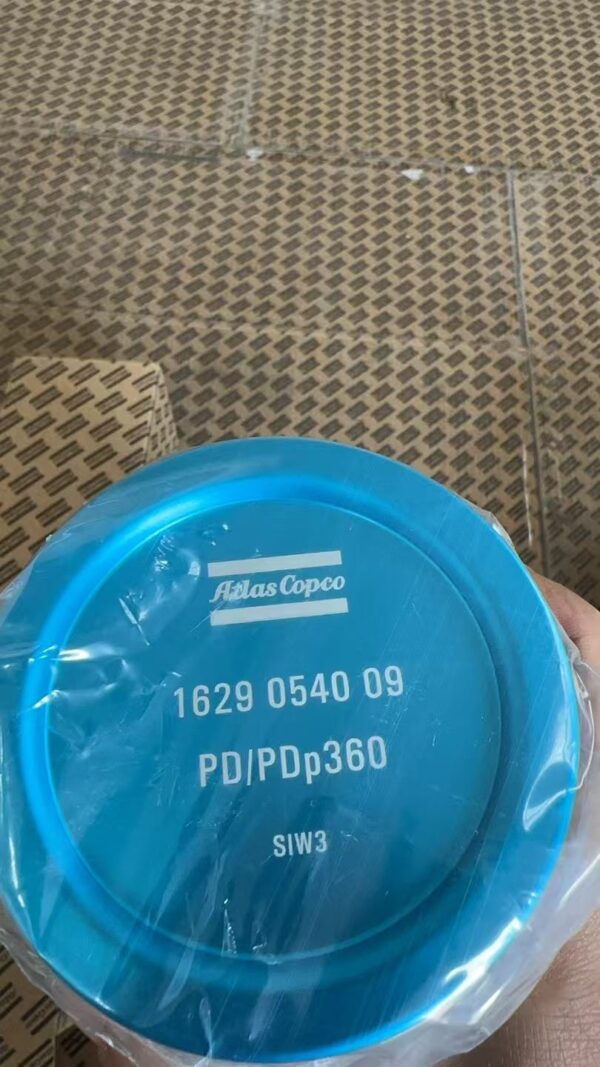 Atlas Copco
1629 0540 09
PD/PDp360
SIW3